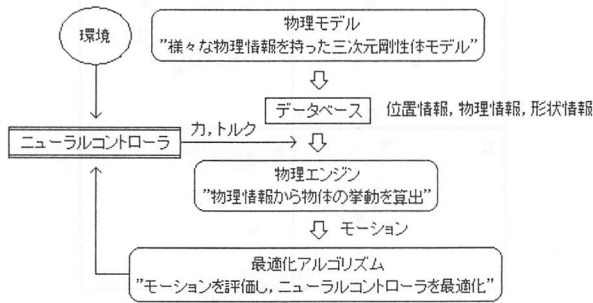 環境
物理モデル
”様々な物理情報を持った三次元剛性体モデル”
データベース
位置情報, 物理情報, 形状情報
ニューラルコントローラ
力,トルク
物理エンジン
”物理情報から物体の挙動を算出”
モーション
最適化アルゴリズム
”モーションを評価し, ニューラルコントローラを最適化”